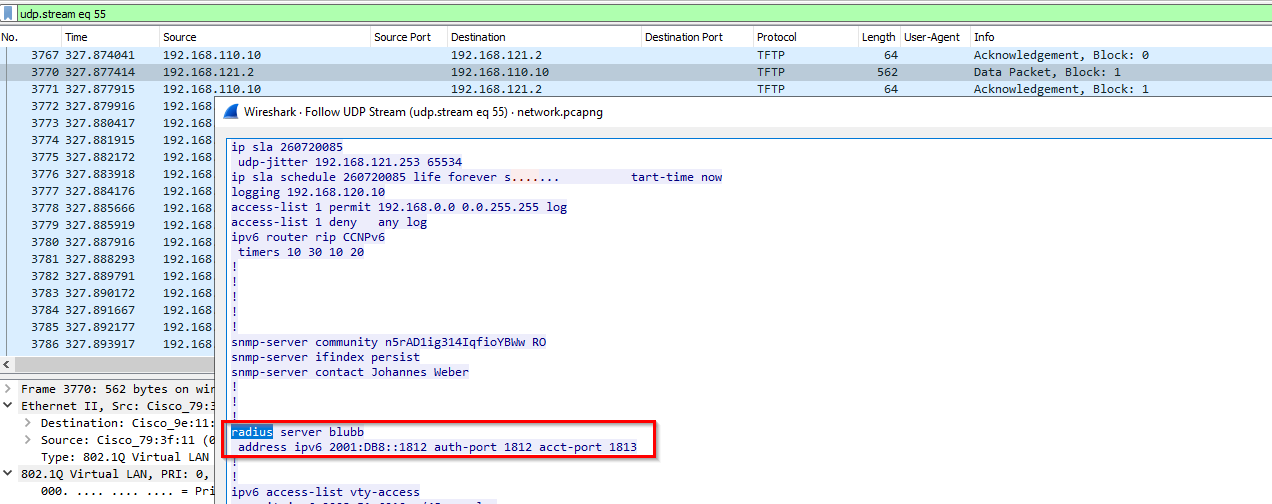 udp.stream eq 55
No. Time Source Source Port Destination Destination Port Protocol Length User-Agent Info
3767 327.874041 192.168.110.10 192.168.121.2 TFTP 64 Acknowledgement, Block: 0
3770 327.877414 192.168.121.2 192.168.110.10 TFTP 562 Data Packet, Block: 1
3771 327.877915 192.168.110.10 192.168.121.2 TFTP 64 Acknowledgement, Block: 1
3772 327.879916 192.168
3773 327.880417 192.168
3774 327.881915 192.168
3775 327.882172 192.168
3776 327.883918 192.168
3777 327.884176 192.168
3778 327.885666 192.168
3779 327.885919 192.168
3780 327.887916 192.168
3781 327.888293 192.168
3782 327.889791 192.168
3783 327.890172 192.168
3784 327.891667 192.168
3785 327.892177 192.168
3786 327.893917 192.168
Frame 3770: 562 bytes on wir
Ethernet II, Src: Cisco_79:3
Destination: Cisco_9e:11:
Source: Cisco_79:3f:11 (0
Type: 802.1Q Virtual LAN
802.1Q Virtual LAN, PRI: 0,
000. .... .... .... = Pri
Wireshark · Follow UDP Stream (udp.stream eq 55) · network.pcapng
ip sla 260720085
udp-jitter 192.168.121.253 65534
ip sla schedule 260720085 life forever s....... tart-time now
logging 192.168.120.10
access-list 1 permit 192.168.0.0 0.0.255.255 log
access-list 1 deny any log
ipv6 router rip CCNPv6
timers 10 30 10 20
!
!
!
!
!
snmp-server community n5rAD1ig314IqfioYBWw RO
snmp-server ifindex persist
snmp-server contact Johannes Weber
!
!
!
radius server blubb
address ipv6 2001:DB8::1812 auth-port 1812 acct-port 1813
!
!
ipv6 access-list vty-access